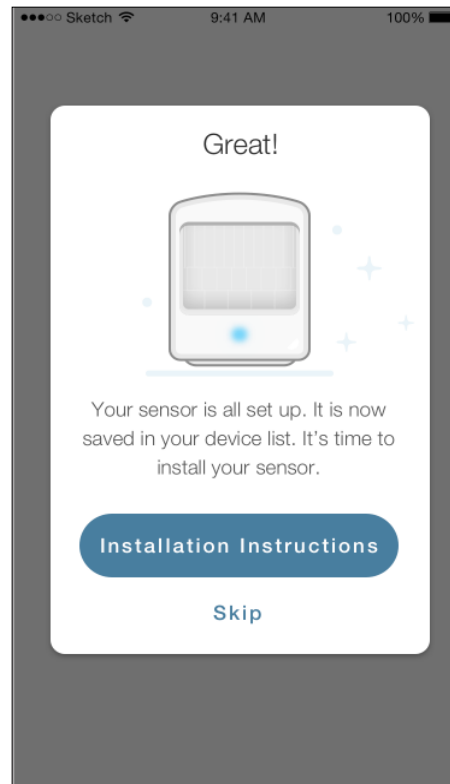 Sketch 9:41 AM 100%
Great!
Your sensor is all set up. It is now
saved in your device list. It's time to
install your sensor.
Installation Instructions
Skip